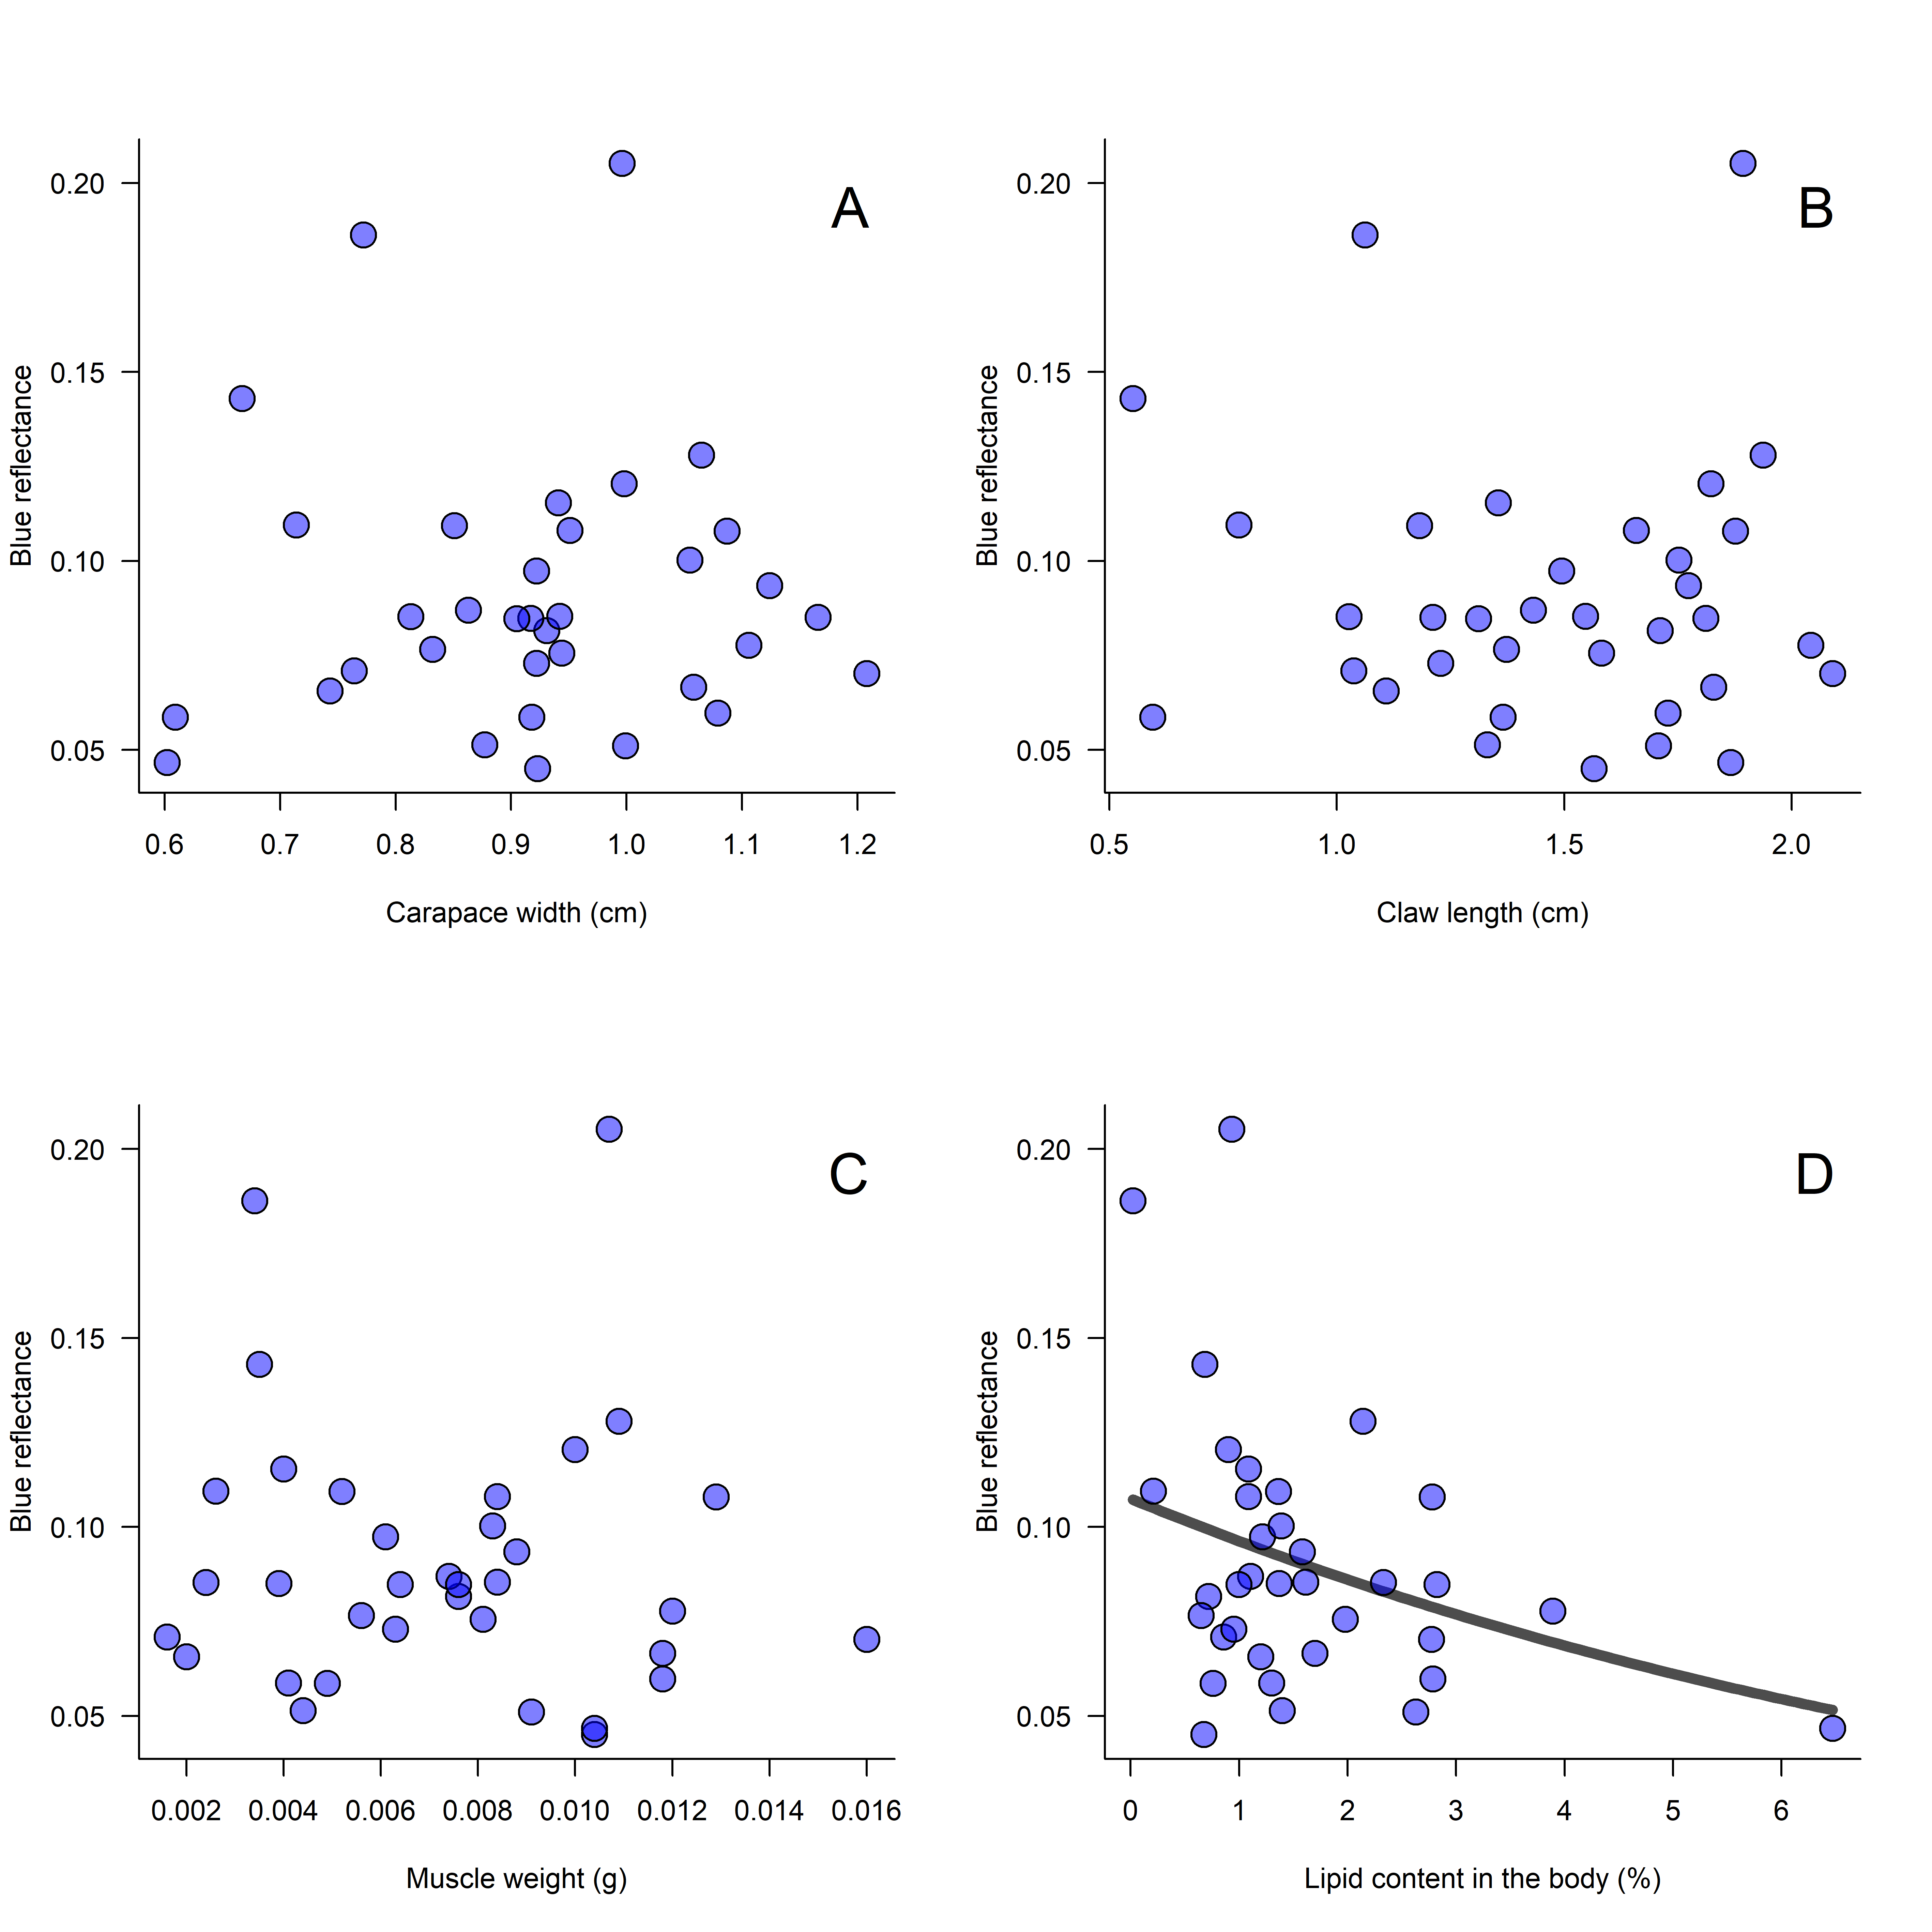 A
Blue reflectance
0.20
0.15
0.10
0.05
0.6 0.7 0.8 0.9 1.0 1.1 1.2
Carapace width (cm)
B
Blue reflectance
0.20
0.15
0.10
0.05
0.5 1.0 1.5 2.0
Claw length (cm)
C
Blue reflectance
0.20
0.15
0.10
0.05
0.002 0.004 0.006 0.008 0.010 0.012 0.014 0.016
Muscle weight (g)
D
Blue reflectance
0.20
0.15
0.10
0.05
0 1 2 3 4 5 6
Lipid content in the body (%)